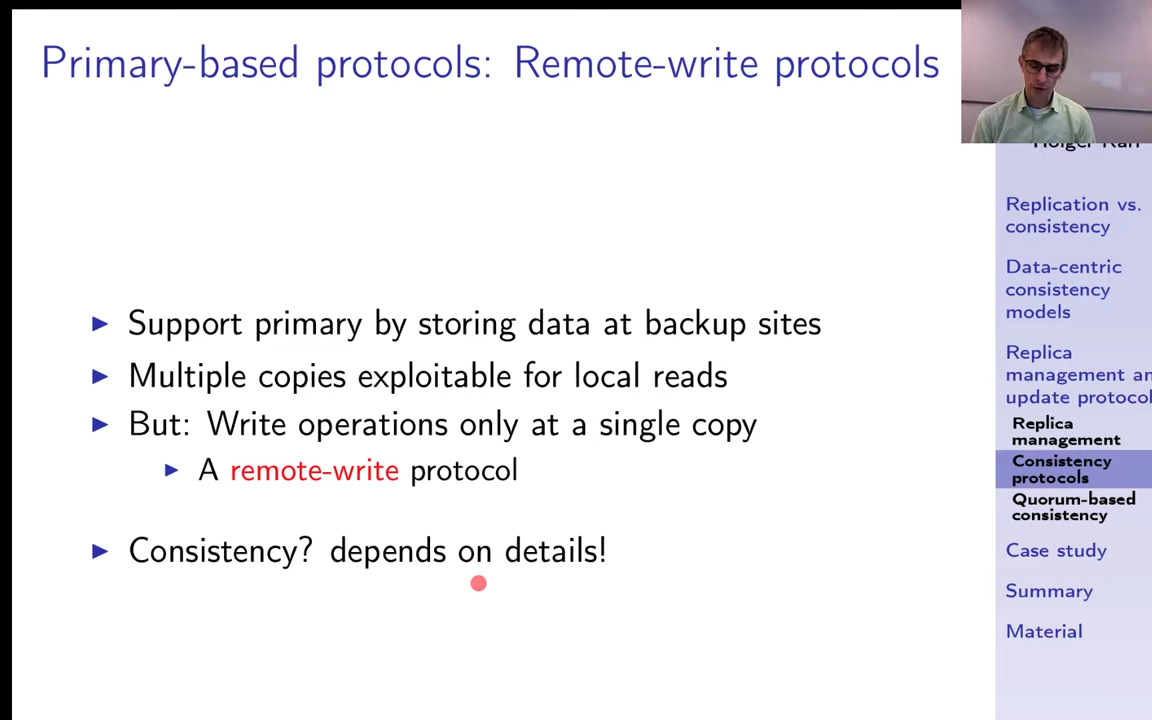 Primary-based protocols: Remote-write protocols
Support primary by storing data at backup sites
Multiple copies exploitable for local reads
But: Write operations only at a single copy
A remote-write protocol
Consistency? depends on details!
Replication vs.
consistency
Data-centric
consistency
models
Replica
management
update
Replica
management
Consistency
protocols
Quorum-based
consistency
Case study
Summary
Material